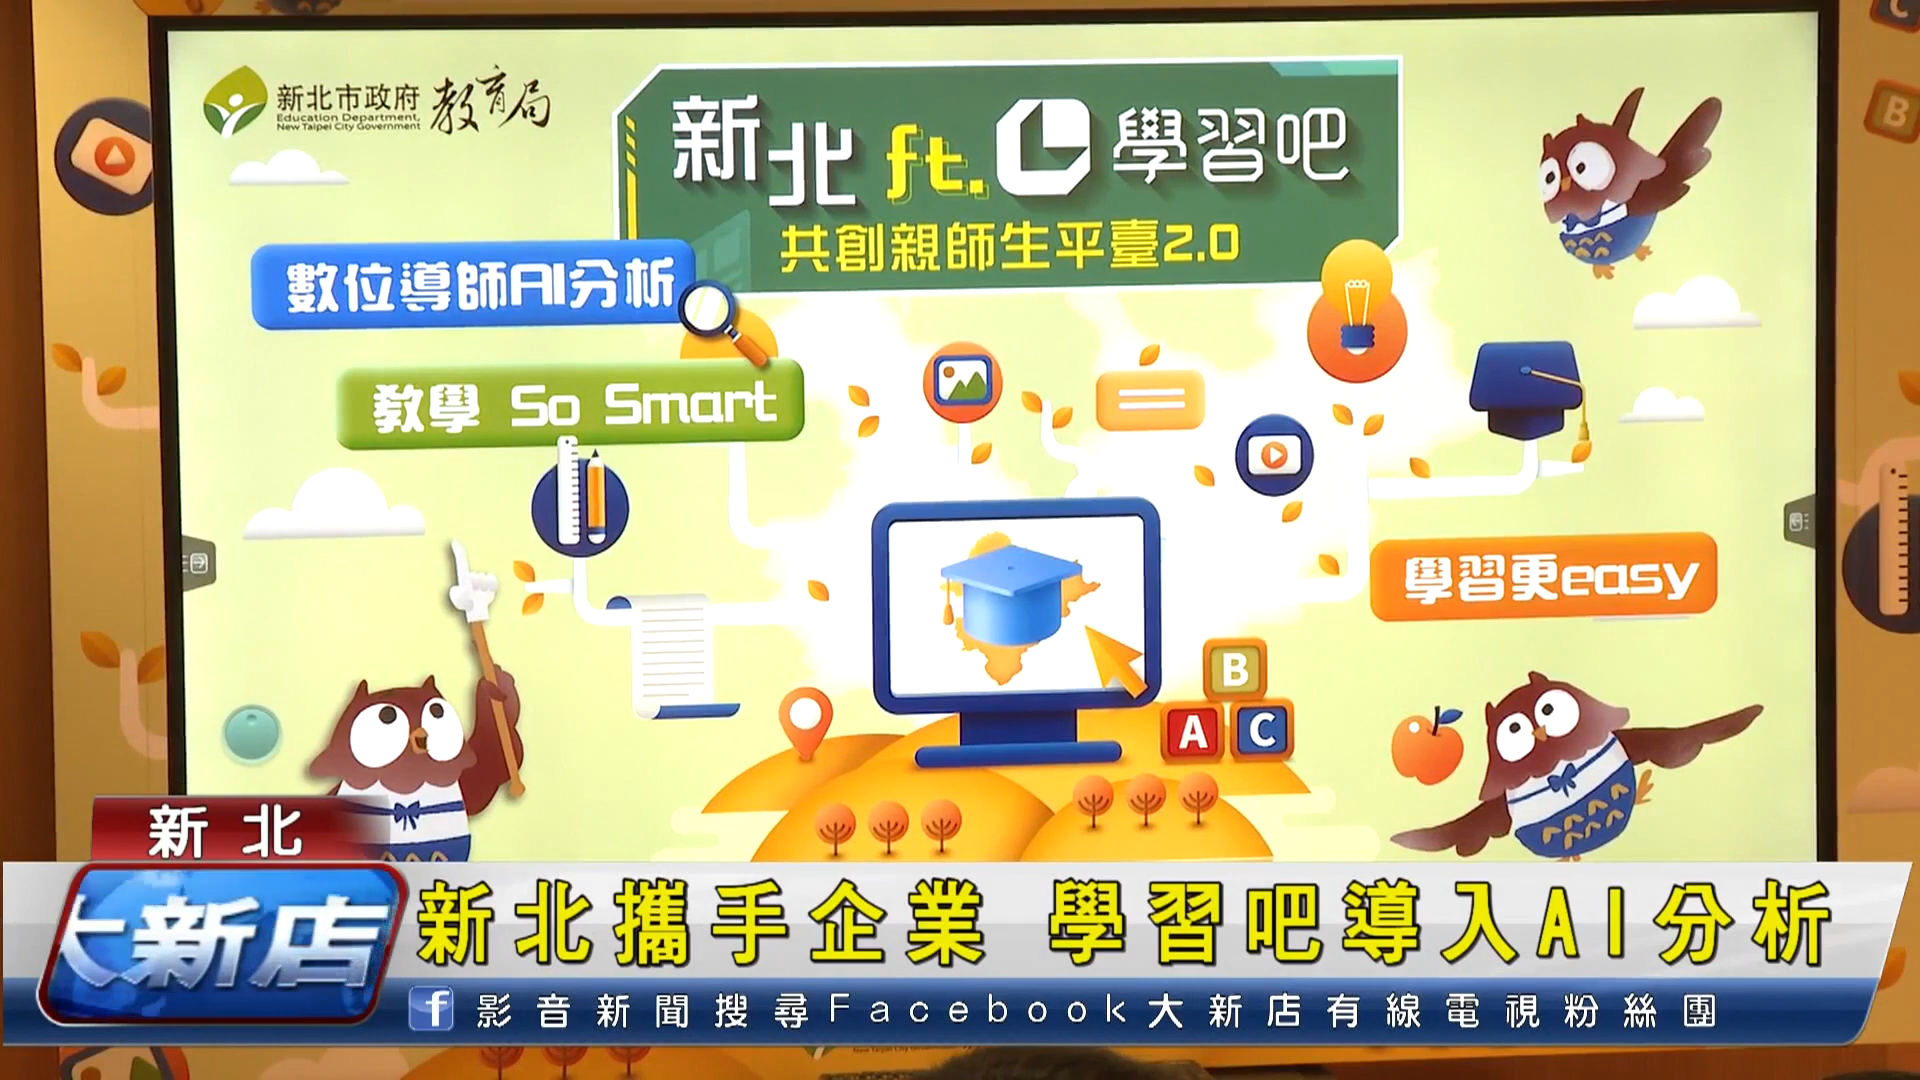 新北市政府 教育局
Education Department,
New Taipei City Government
新北 ft. 學習吧
共創親師生平臺2.0
數位導師AI分析
教學 So Smart
學習更easy
B
A C
B
新北
大新店
新北攜手企業 學習吧導入AI分析
f 影音新聞搜尋Facebook大新店有線電視粉絲團